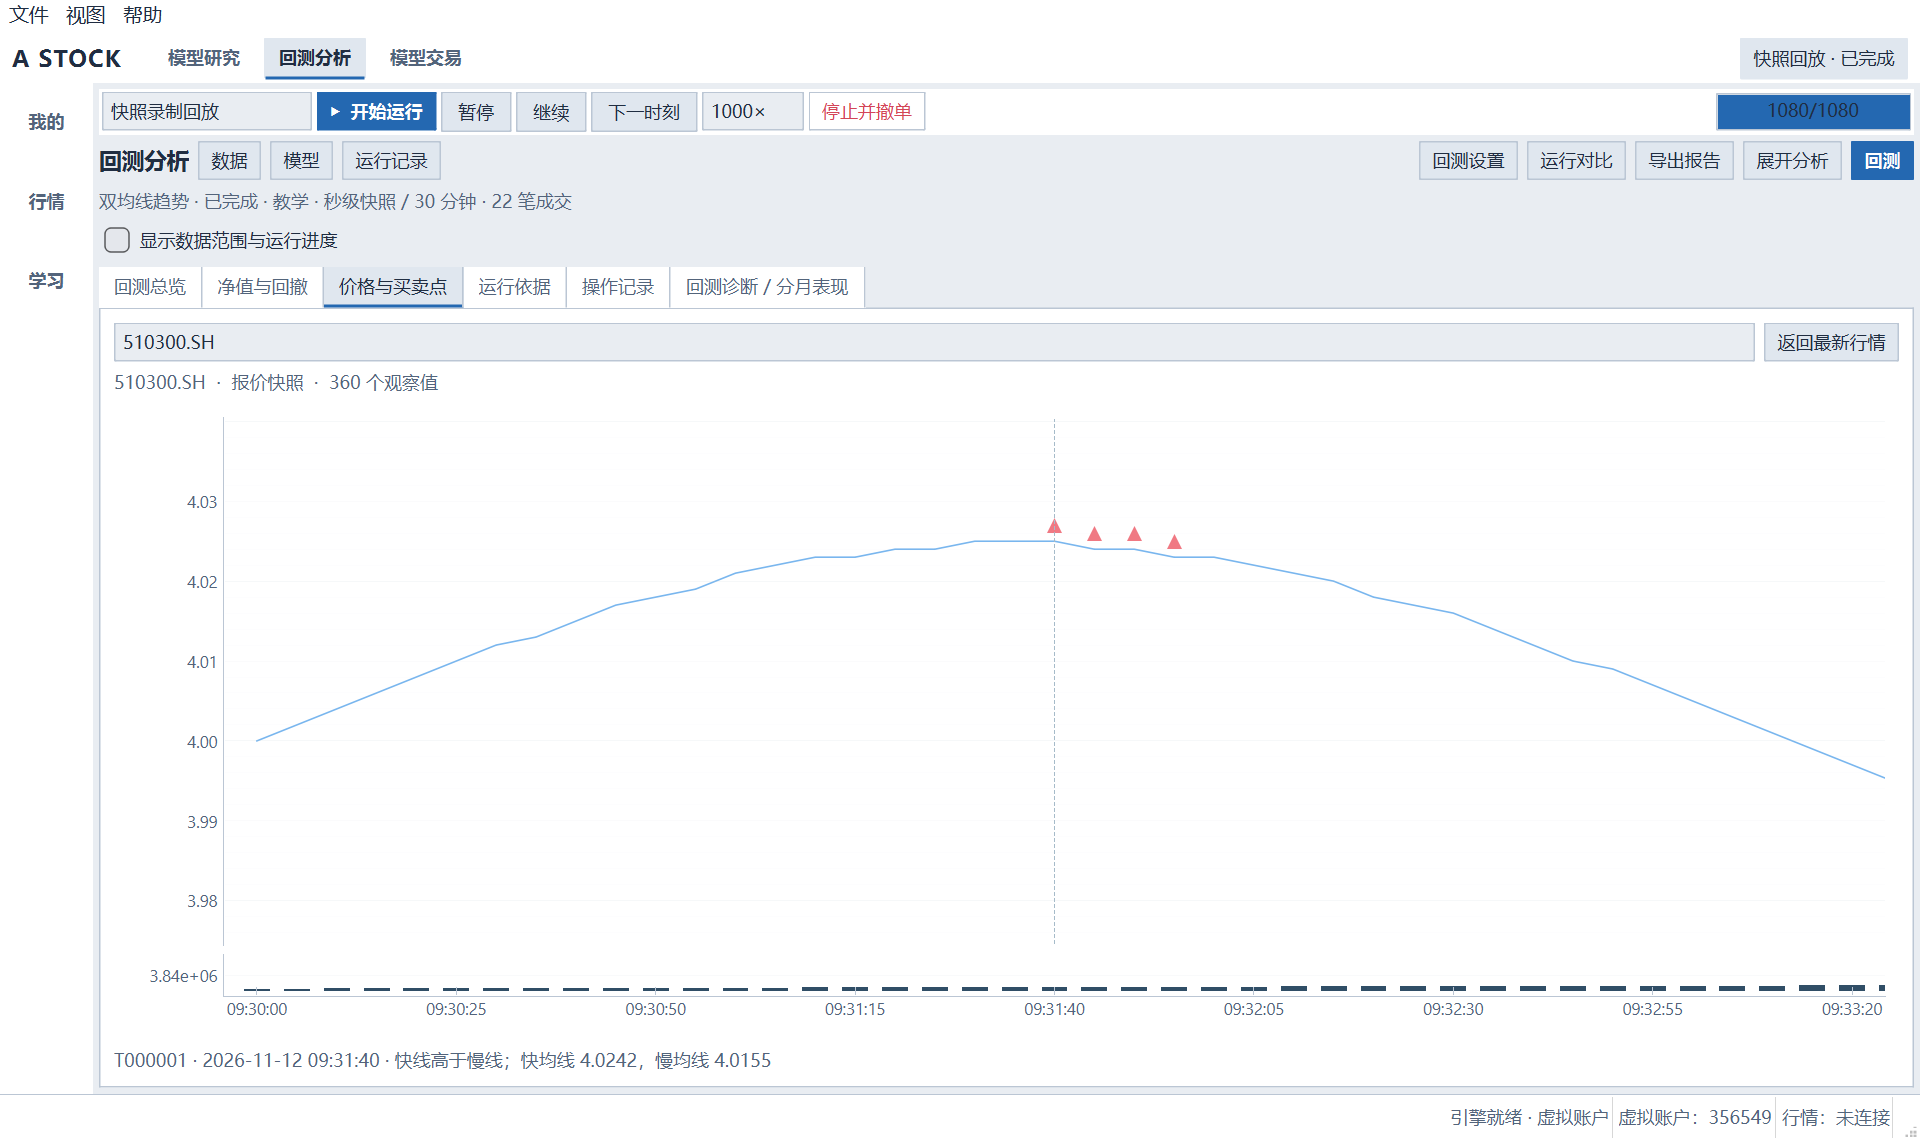 文件 视图 帮助
A STOCK 模型研究 回测分析 模型交易 快照回放 · 已完成
我的
行情
学习
快照录制回放 ▶ 开始运行 暂停 继续 下一时刻 1000× 停止并撤单 1080/1080
回测分析 数据 模型 运行记录 回测设置 运行对比 导出报告 展开分析 回测
双均线趋势 · 已完成 · 教学 · 秒级快照 / 30 分钟 · 22 笔成交
显示数据范围与运行进度
回测总览 净值与回撤 价格与买卖点 运行依据 操作记录 回测诊断 / 分月表现
510300.SH 返回最新行情
510300.SH · 报价快照 · 360 个观察值
4.03
4.02
4.01
4.00
3.99
3.98
3.84e+06
09:30:00 09:30:25 09:30:50 09:31:15 09:31:40 09:32:05 09:32:30 09:32:55 09:33:20
T000001 · 2026-11-12 09:31:40 · 快线高于慢线；快均线 4.0242，慢均线 4.0155
引擎就绪 · 虚拟账户 虚拟账户：356549 行情：未连接